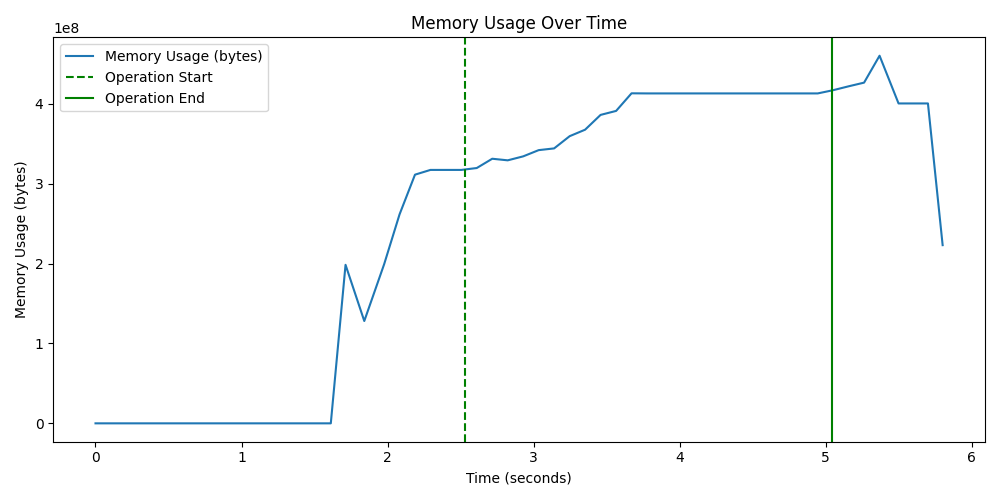 Memory Usage Over Time
1e8
Memory Usage (bytes)
Operation Start
Operation End
Memory Usage (bytes)
4
3
2
1
0
0 1 2 3 4 5 6
Time (seconds)